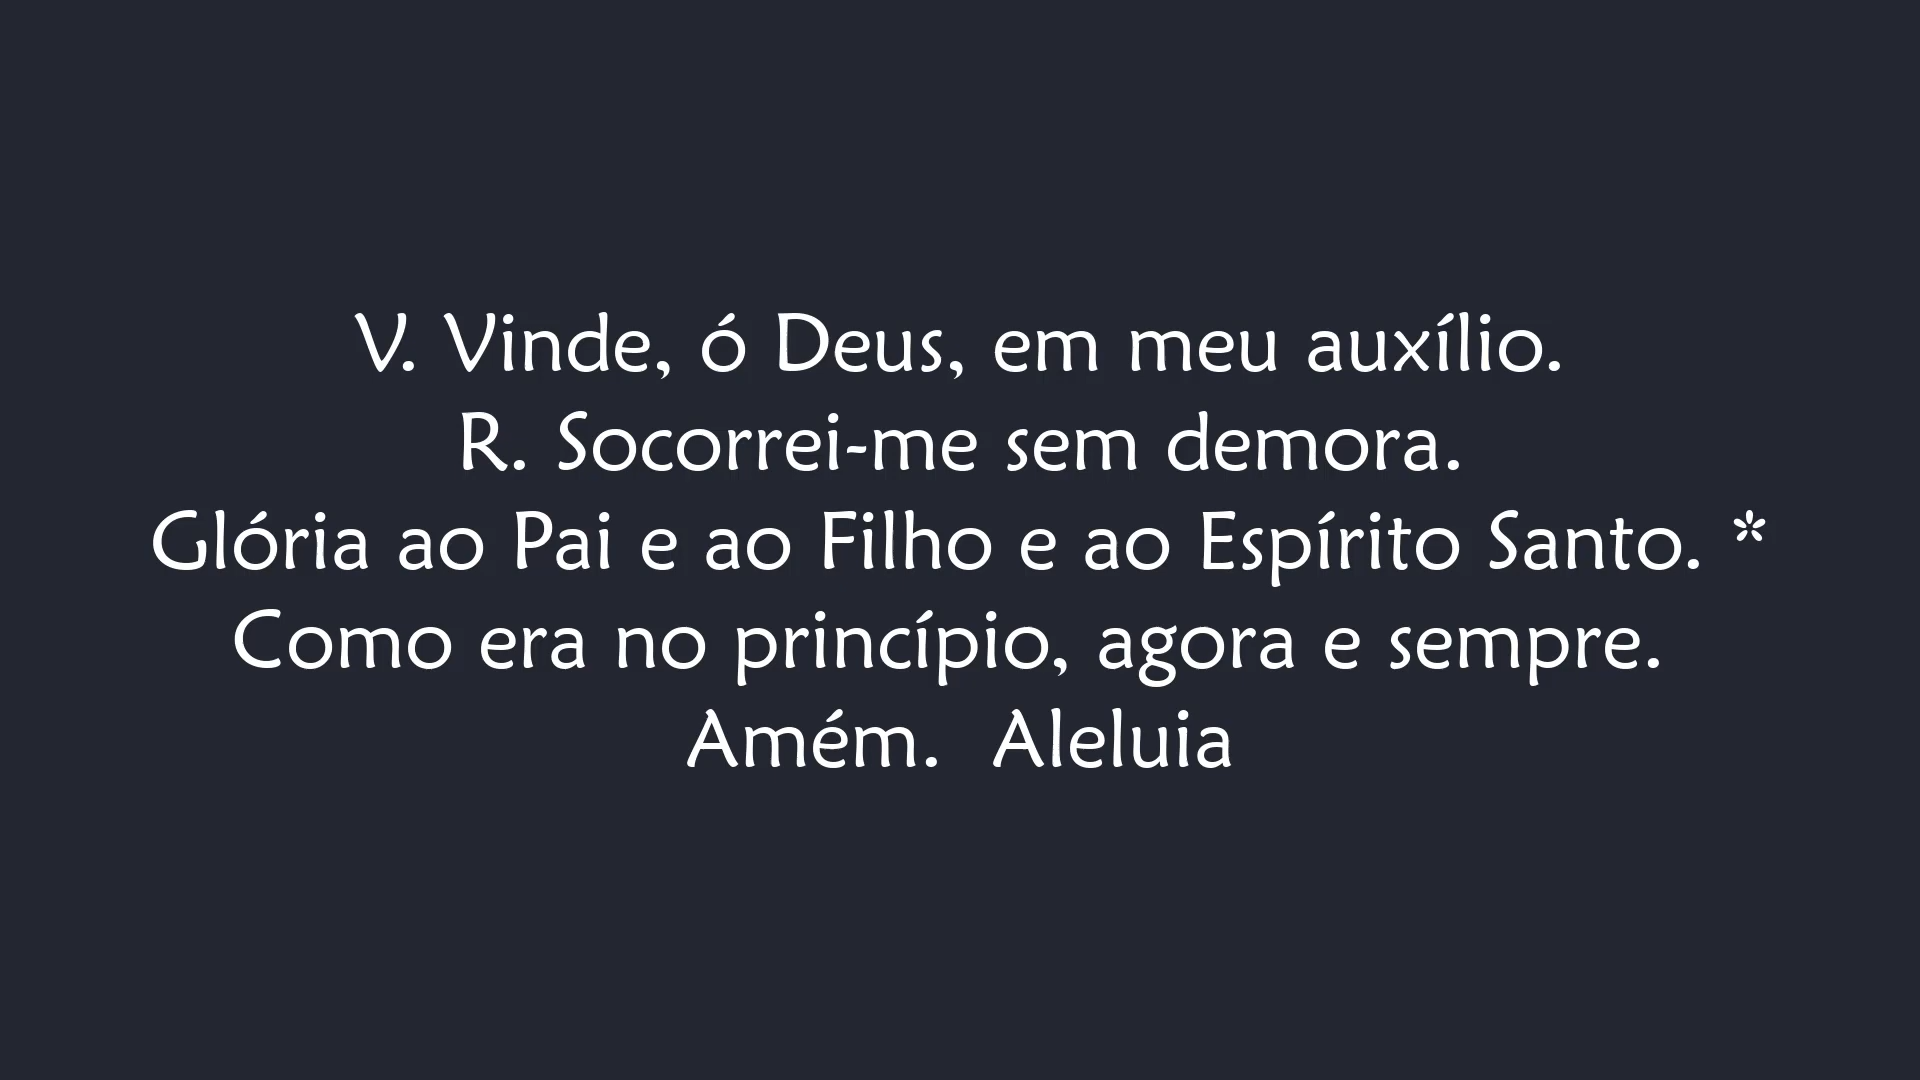 V. Vinde, ó Deus, em meu auxílio.
R. Socorrei-me sem demora.
Glória ao Pai e ao Filho e ao Espírito Santo. *
Como era no princípio, agora e sempre.
Amém.  Aleluia